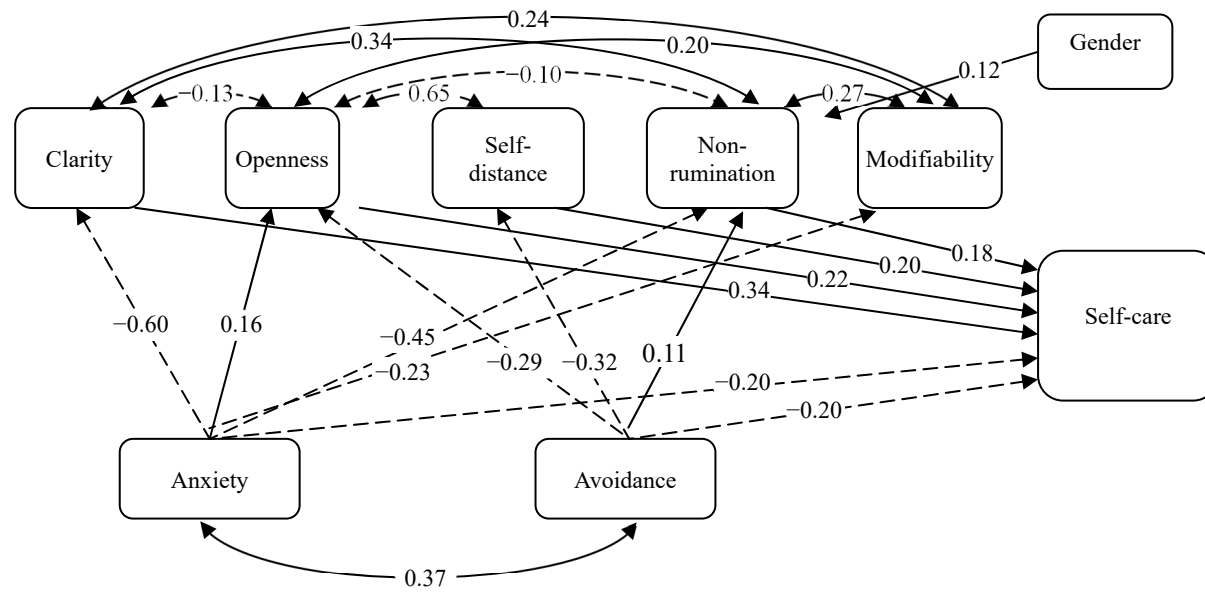 0.24
0.34
0.20
Gender
−0.10
0.12
−0.13
0.65
0.27
Clarity
Openness
Self-
distance
Non-
rumination
Modifiability
0.18
0.20
0.22
0.34
Self-care
−0.60
0.16
−0.45
−0.23
−0.29
−0.32
0.11
−0.20
−0.20
Anxiety
Avoidance
0.37